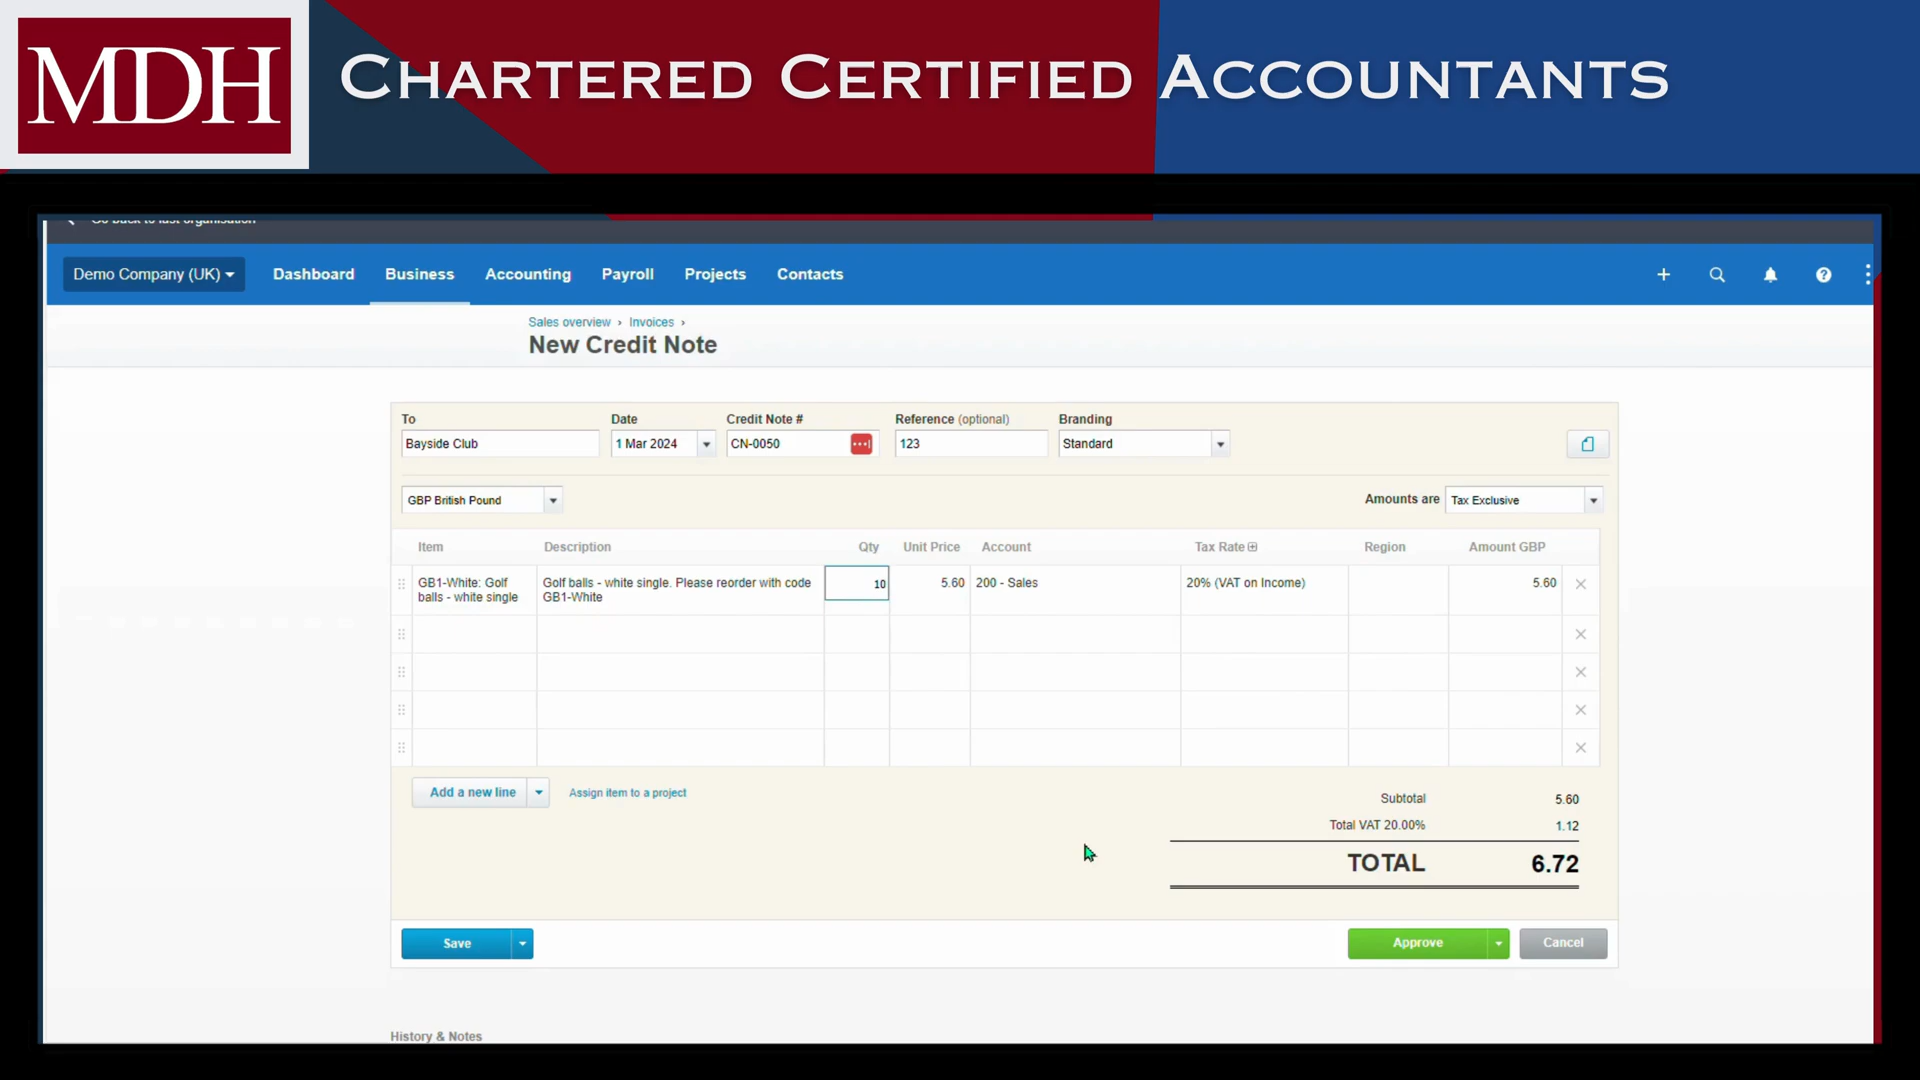 MDH
CHARTERED CERTIFIED ACCOUNTANTS
Go back to last organisation
Demo Company (UK) Dashboard Business Accounting Payroll Projects Contacts
Sales overview › Invoices ›
New Credit Note
To Date Credit Note # Reference (optional) Branding
Bayside Club 1 Mar 2024 CN-0050 123 Standard
GBP British Pound Amounts are Tax Exclusive
Item Description Qty Unit Price Account Tax Rate Region Amount GBP
GB1-White: Golf Golf balls - white single. Please reorder with code 10 5.60 200 - Sales 20% (VAT on Income) 5.60
balls - white single GB1-White
Add a new line Assign item to a project
Subtotal 5.60
Total VAT 20.00% 1.12
TOTAL 6.72
Save Approve Cancel
History & Notes